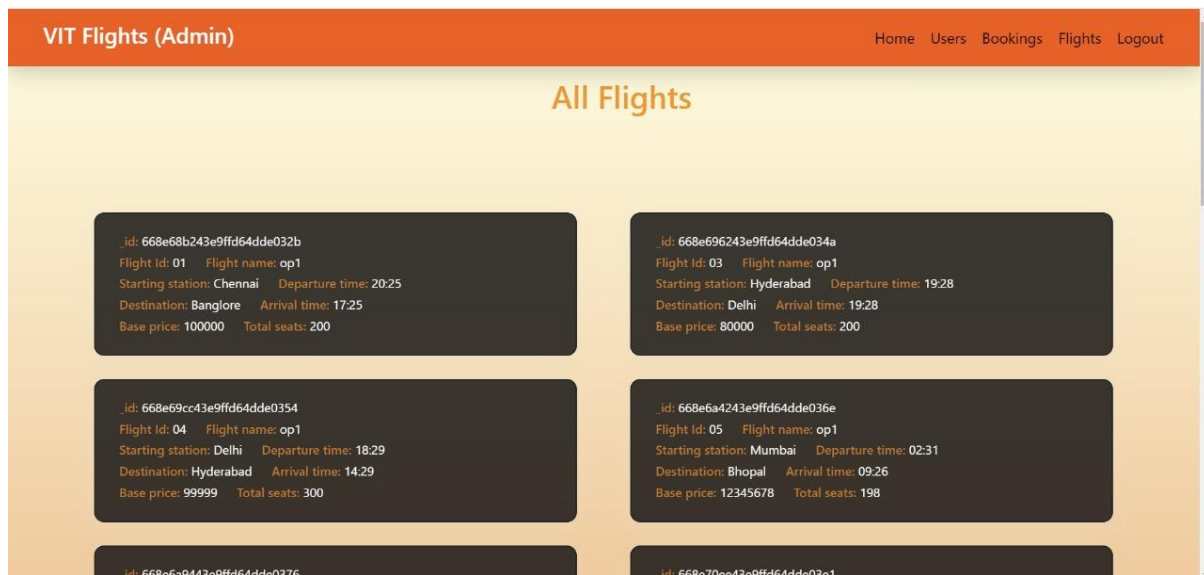 VIT Flights (Admin)
Home Users Bookings Flights Logout
All Flights
_id: 668e68b243e9ffd64dde032b
Flight Id: 01 Flight name: op1
Starting station: Chennai Departure time: 20:25
Destination: Banglore Arrival time: 17:25
Base price: 100000 Total seats: 200
_id: 668e696243e9ffd64dde034a
Flight Id: 03 Flight name: op1
Starting station: Hyderabad Departure time: 19:28
Destination: Delhi Arrival time: 19:28
Base price: 80000 Total seats: 200
_id: 668e69cc43e9ffd64dde0354
Flight Id: 04 Flight name: op1
Starting station: Delhi Departure time: 18:29
Destination: Hyderabad Arrival time: 14:29
Base price: 99999 Total seats: 300
_id: 668e6a4243e9ffd64dde036e
Flight Id: 05 Flight name: op1
Starting station: Mumbai Departure time: 02:31
Destination: Bhopal Arrival time: 09:26
Base price: 12345678 Total seats: 198
_id: 668e6a9443e9ffd64dde0376
_id: